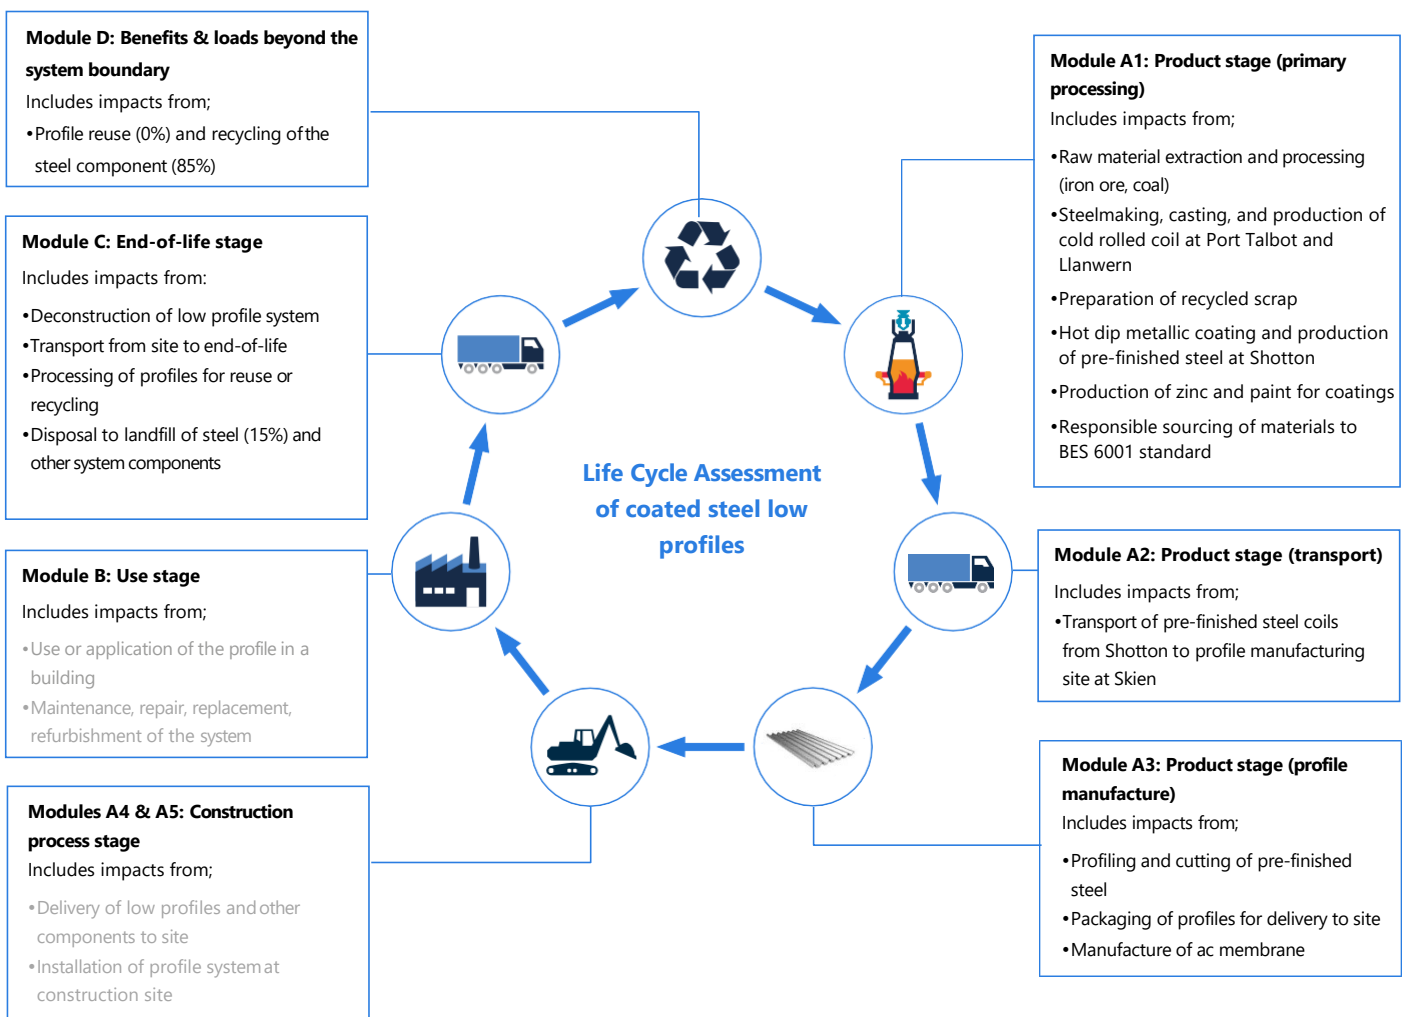 Module D: Benefits & loads beyond the
system boundary
Includes impacts from;
•Profile reuse (0%) and recycling of the
steel component (85%)
Module C: End-of-life stage
Includes impacts from:
•Deconstruction of low profile system
•Transport from site to end-of-life
•Processing of profiles for reuse or
recycling
•Disposal to landfill of steel (15%) and
other system components
Module B: Use stage
Includes impacts from;
•Use or application of the profile in a
building
•Maintenance, repair, replacement,
refurbishment of the system
Modules A4 & A5: Construction
process stage
Includes impacts from;
•Delivery of low profiles and other
components to site
•Installation of profile system at
construction site
Life Cycle Assessment
of coated steel low
profiles
Module A1: Product stage (primary
processing)
Includes impacts from;
•Raw material extraction and processing
(iron ore, coal)
•Steelmaking, casting, and production of
cold rolled coil at Port Talbot and
Llanwern
•Preparation of recycled scrap
•Hot dip metallic coating and production
of pre-finished steel at Shotton
•Production of zinc and paint for coatings
•Responsible sourcing of materials to
BES 6001 standard
Module A2: Product stage (transport)
Includes impacts from;
•Transport of pre-finished steel coils
from Shotton to profile manufacturing
site at Skien
Module A3: Product stage (profile
manufacture)
Includes impacts from;
•Profiling and cutting of pre-finished
steel
•Packaging of profiles for delivery to site
•Manufacture of ac membrane